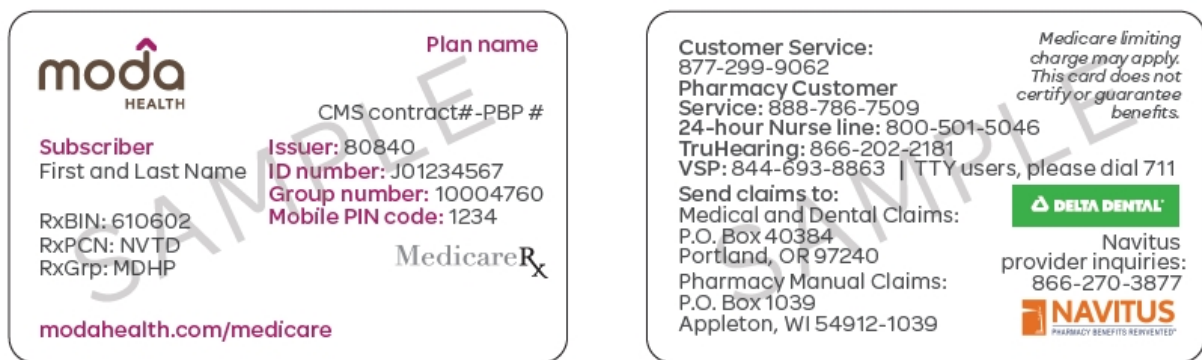 moda
HEALTH
Plan name
CMS contract#-PBP #
Subscriber
First and Last Name
Issuer: 80840
ID number: J01234567
Group number: 10004760
Mobile PIN code: 1234
RxBIN: 610602
RxPCN: NVTD
RxGrp: MDHP
MedicareRx
modahealth.com/medicare
SAMPLE
Customer Service:
877-299-9062
Pharmacy Customer
Service: 888-786-7509
24-hour Nurse line: 800-501-5046
TruHearing: 866-202-2181
VSP: 844-693-8863 | TTY users, please dial 711
Medicare limiting
charge may apply.
This card does not
certify or guarantee
benefits.
Send claims to:
Medical and Dental Claims:
P.O. Box 40384
Portland, OR 97240
Pharmacy Manual Claims:
P.O. Box 1039
Appleton, WI 54912-1039
DELTA DENTAL
Navitus
provider inquiries:
866-270-3877
NAVITUS
PHARMACY BENEFITS REINVENTED
SAMPLE